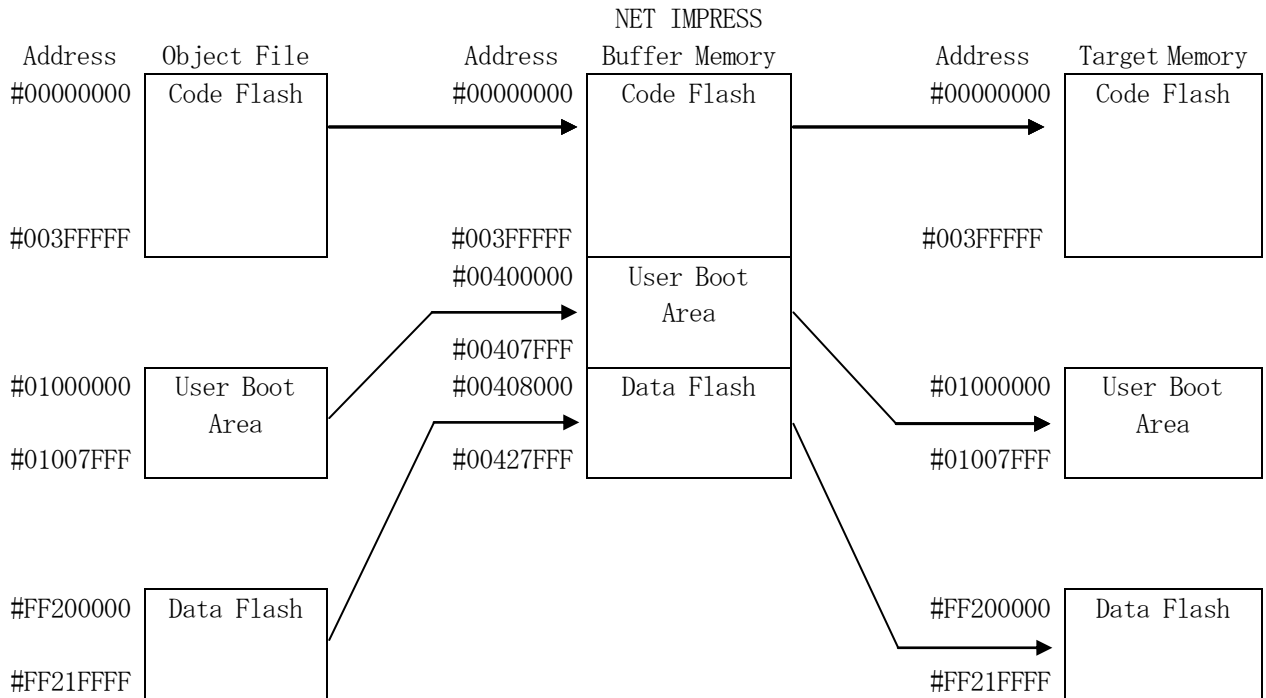 NET IMPRESS
Address Object File Address Buffer Memory Address Target Memory
#00000000 Code Flash #00000000 Code Flash #00000000 Code Flash
#003FFFFF #003FFFFF #003FFFFF
#00400000 User Boot
Area
#00407FFF
#01000000 User Boot #00408000 Data Flash #01000000 User Boot
Area Area
#01007FFF #00427FFF #01007FFF
#FF200000 Data Flash #FF200000 Data Flash
#FF21FFFF #FF21FFFF